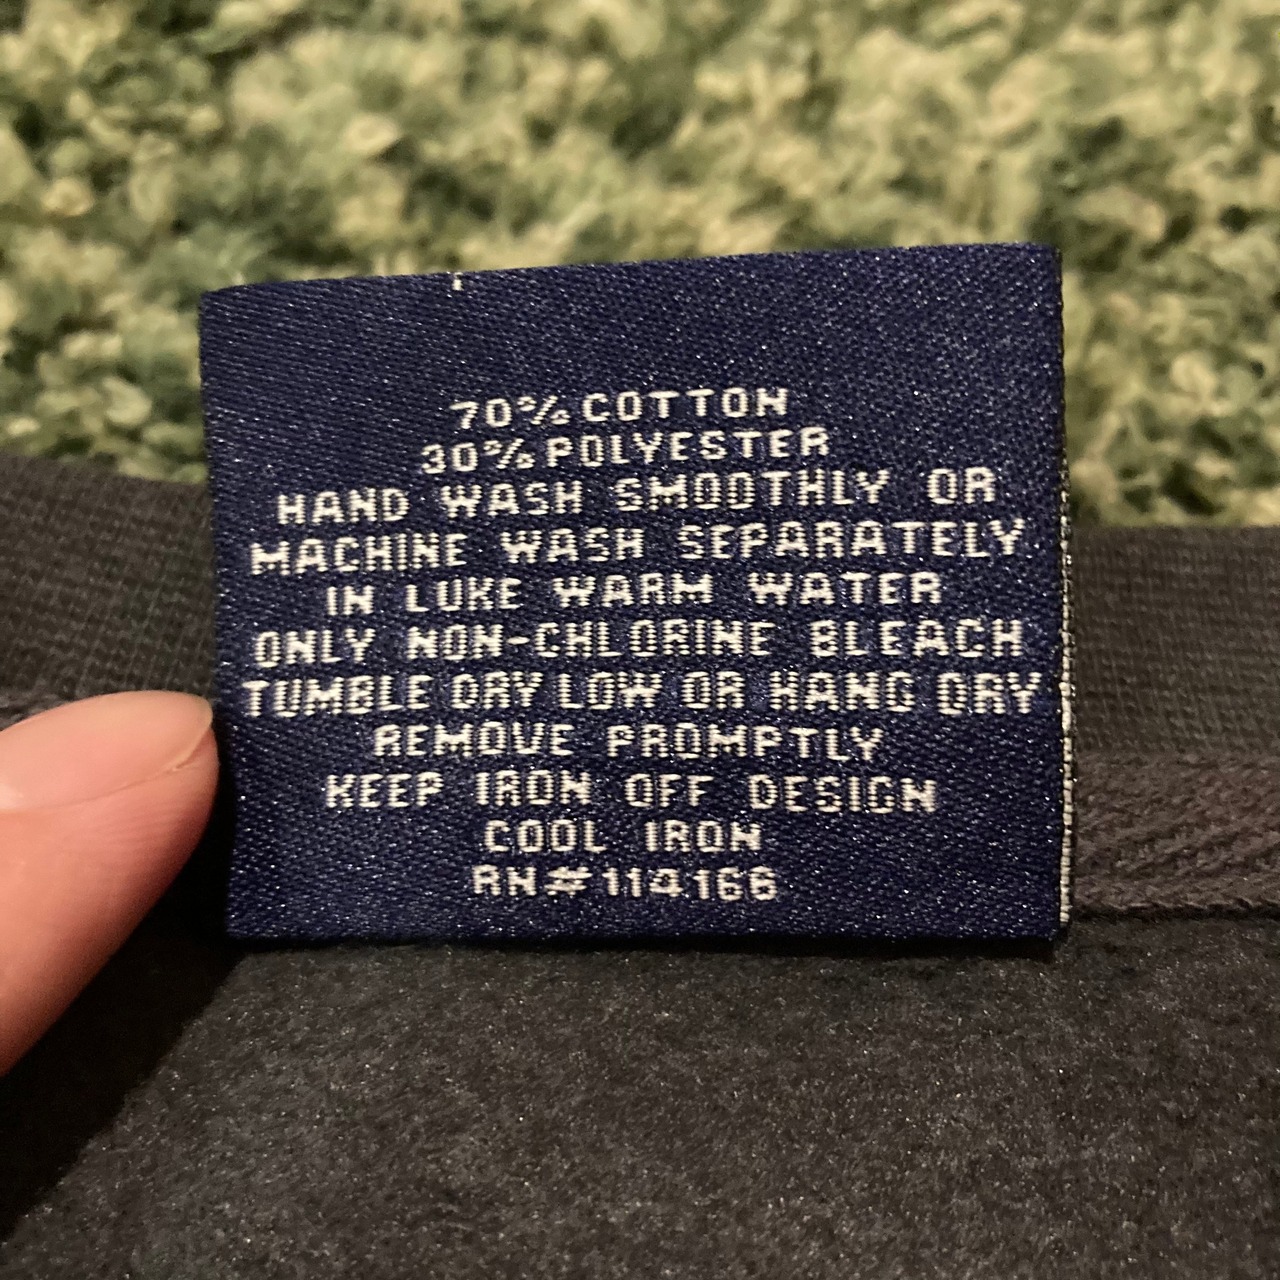 70% COTTON
30% POLYESTER
HAND WASH SMOOTHLY OR
MACHINE WASH SEPARATELY
IN LUKE WARM WATER
ONLY NON-CHLORINE BLEACH
TUMBLE DRY LOW OR HANG DRY
REMOVE PROMPTLY
KEEP IRON OFF DESIGN
COOL IRON
RN#114166